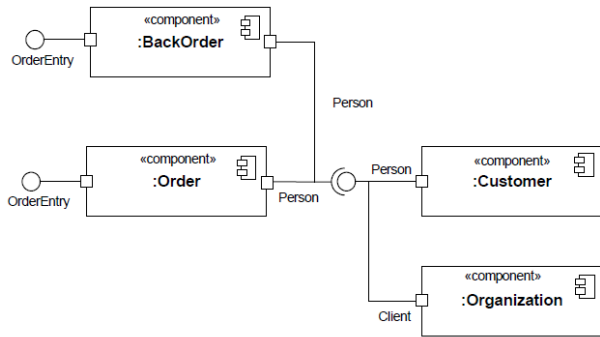 «component»
:BackOrder
OrderEntry
Person
«component»
:Order
OrderEntry
Person
Person
«component»
:Customer
«component»
:Organization
Client